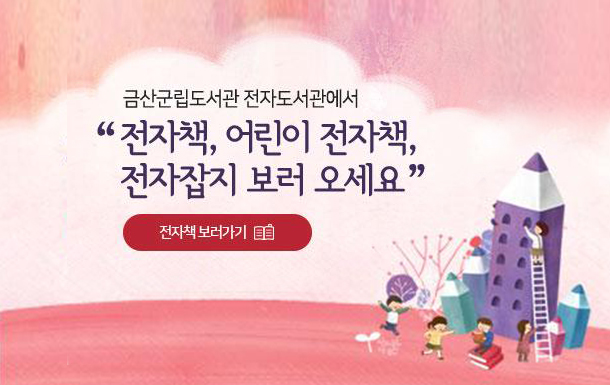 금산군립도서관 전자도서관에서
“전자책, 어린이 전자책,
전자잡지 보러 오세요”
전자책 보러가기